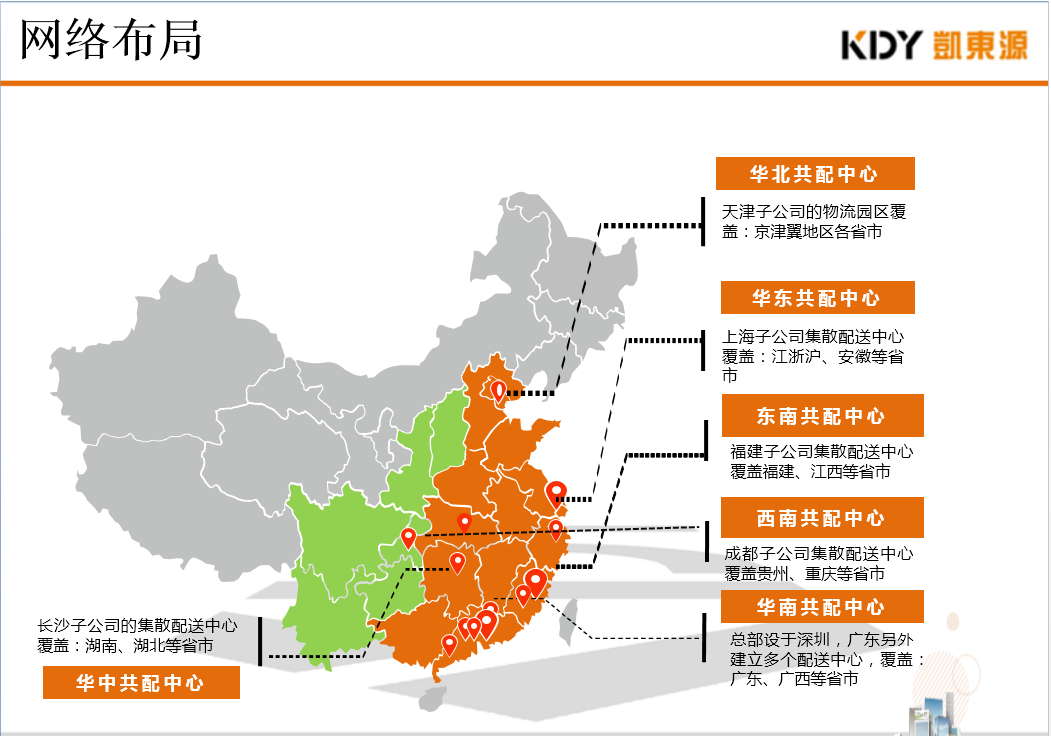 网络布局
KDY 凱東源
华北共配中心
天津子公司的物流园区覆
盖：京津翼地区各省市
华东共配中心
上海子公司集散配送中心
覆盖：江浙沪、安徽等省
市
东南共配中心
福建子公司集散配送中心
覆盖福建、江西等省市
西南共配中心
成都子公司集散配送中心
覆盖贵州、重庆等省市
华南共配中心
总部设于深圳，广东另外
建立多个配送中心，覆盖：
广东、广西等省市
长沙子公司的集散配送中心
覆盖：湖南、湖北等省市
华中共配中心